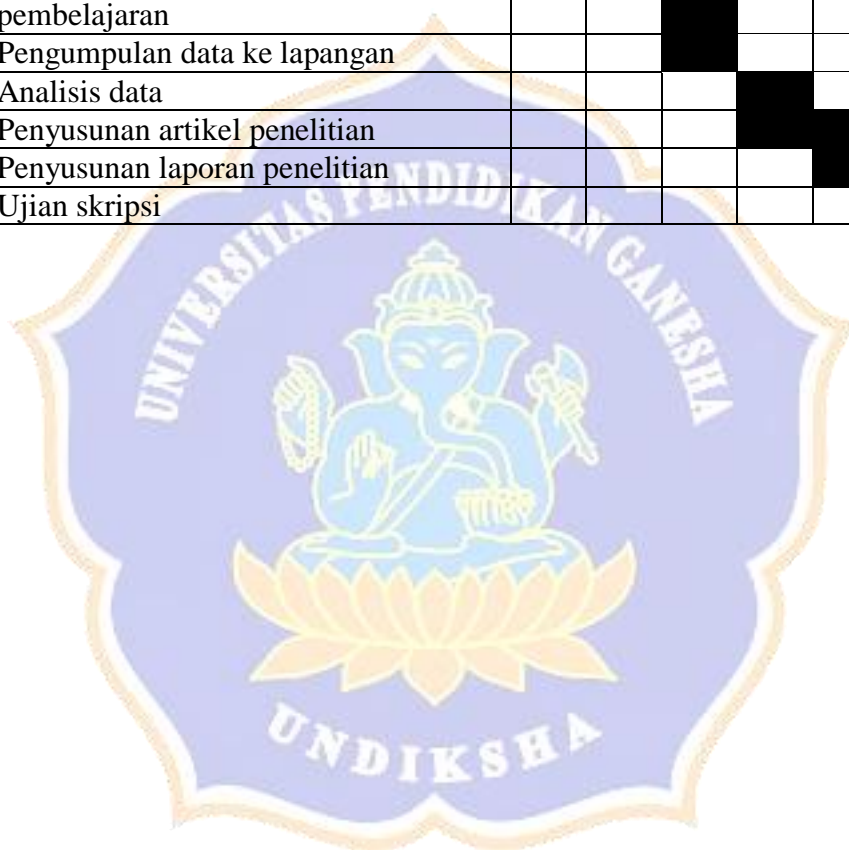 pembelajaran
Pengumpulan data ke lapangan
Analisis data
Penyusunan artikel penelitian
Penyusunan laporan penelitian
Ujian skripsi
UNIVERSITAS PENDIDIKAN GANESHA
UNDIKSHA